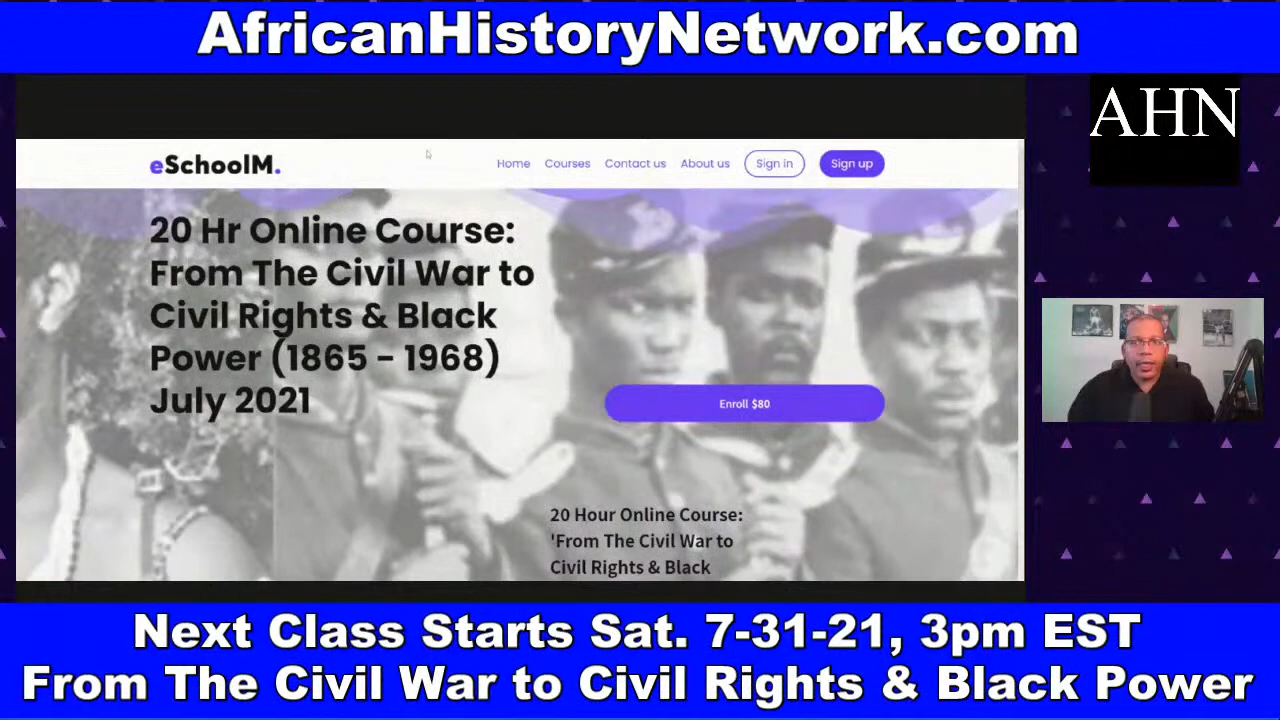 AfricanHistoryNetwork.com
AHN
eSchoolM.
Home Courses Contact us About us Sign in Sign up
20 Hr Online Course:
From The Civil War to
Civil Rights & Black
Power (1865 - 1968)
July 2021
Enroll $80
20 Hour Online Course:
'From The Civil War to
Civil Rights & Black
Next Class Starts Sat. 7-31-21, 3pm EST
From The Civil War to Civil Rights & Black Power